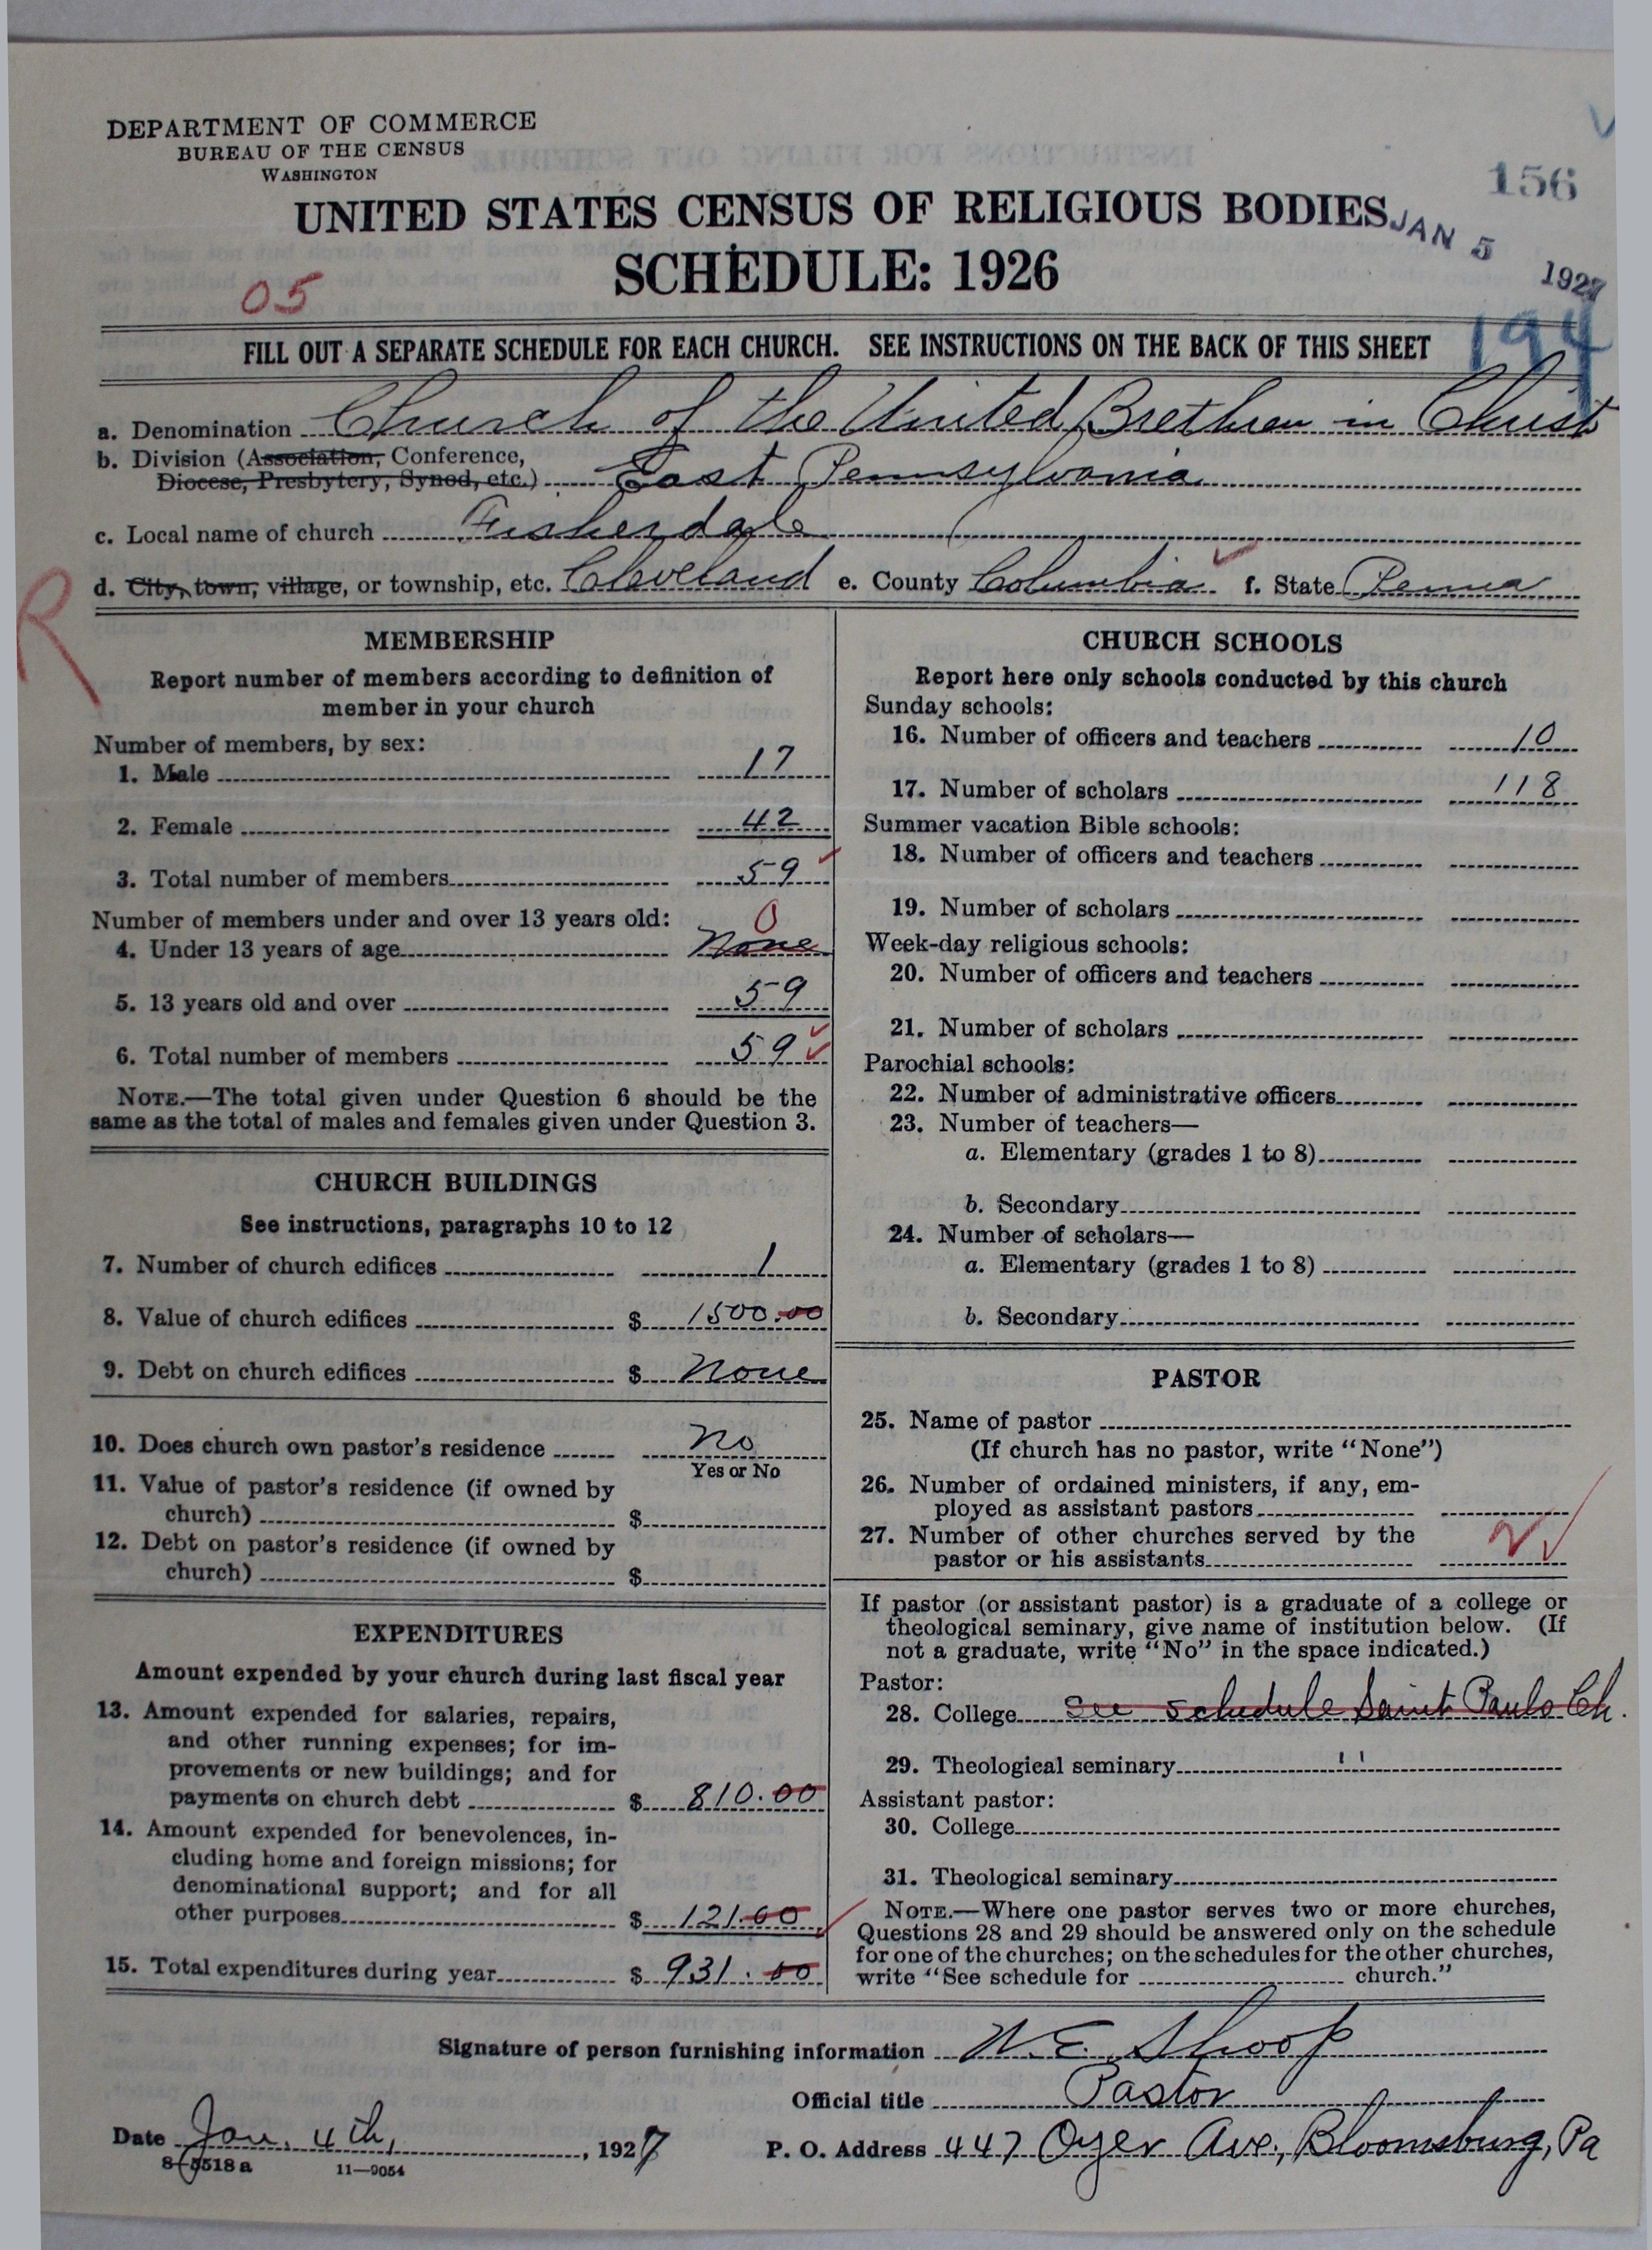 DEPARTMENT OF COMMERCE
BUREAU OF THE CENSUS
WASHINGTON
156
UNITED STATES CENSUS OF RELIGIOUS BODIES
JAN 5 1927
SCHEDULE: 1926
05
194
FILL OUT A SEPARATE SCHEDULE FOR EACH CHURCH. SEE INSTRUCTIONS ON THE BACK OF THIS SHEET
a. Denomination Church of the United Brethren in Christ
b. Division (Association, Conference,
Diocese, Presbytery, Synod, etc.) East Pennsylvania
c. Local name of church Fisherdale
d. City, town, village, or township, etc. Cleveland e. County Columbia f. State Penna
R
MEMBERSHIP
Report number of members according to definition of
member in your church
Number of members, by sex:
1. Male 17
2. Female 42
3. Total number of members 59
Number of members under and over 13 years old:
0
4. Under 13 years of age None
5. 13 years old and over 59
6. Total number of members 59
NOTE.—The total given under Question 6 should be the
same as the total of males and females given under Question 3.
CHURCH BUILDINGS
See instructions, paragraphs 10 to 12
7. Number of church edifices 1
8. Value of church edifices $ 1500.00
9. Debt on church edifices $ None
10. Does church own pastor's residence No
Yes or No
11. Value of pastor's residence (if owned by
church) $
12. Debt on pastor's residence (if owned by
church) $
EXPENDITURES
Amount expended by your church during last fiscal year
13. Amount expended for salaries, repairs,
and other running expenses; for im-
provements or new buildings; and for
payments on church debt $ 810.00
14. Amount expended for benevolences, in-
cluding home and foreign missions; for
denominational support; and for all
other purposes $ 121.00
15. Total expenditures during year $ 931.00
CHURCH SCHOOLS
Report here only schools conducted by this church
Sunday schools:
16. Number of officers and teachers 10
17. Number of scholars 118
Summer vacation Bible schools:
18. Number of officers and teachers
19. Number of scholars
Week-day religious schools:
20. Number of officers and teachers
21. Number of scholars
Parochial schools:
22. Number of administrative officers
23. Number of teachers—
a. Elementary (grades 1 to 8)
b. Secondary
24. Number of scholars—
a. Elementary (grades 1 to 8)
b. Secondary
PASTOR
25. Name of pastor
(If church has no pastor, write "None")
26. Number of ordained ministers, if any, em-
ployed as assistant pastors
27. Number of other churches served by the
pastor or his assistants
If pastor (or assistant pastor) is a graduate of a college or
theological seminary, give name of institution below. (If
not a graduate, write "No" in the space indicated.)
Pastor:
28. College See schedule Saint Pauls Ch.
29. Theological seminary "
Assistant pastor:
30. College
31. Theological seminary
NOTE.—Where one pastor serves two or more churches,
Questions 28 and 29 should be answered only on the schedule
for one of the churches; on the schedules for the other churches,
write "See schedule for church."
Signature of person furnishing information W. E. Shoop
Official title Pastor
Date Jan. 4th, 1927 P. O. Address 447 Oyer Ave., Bloomsburg, Pa
8-5518 a 11—9054